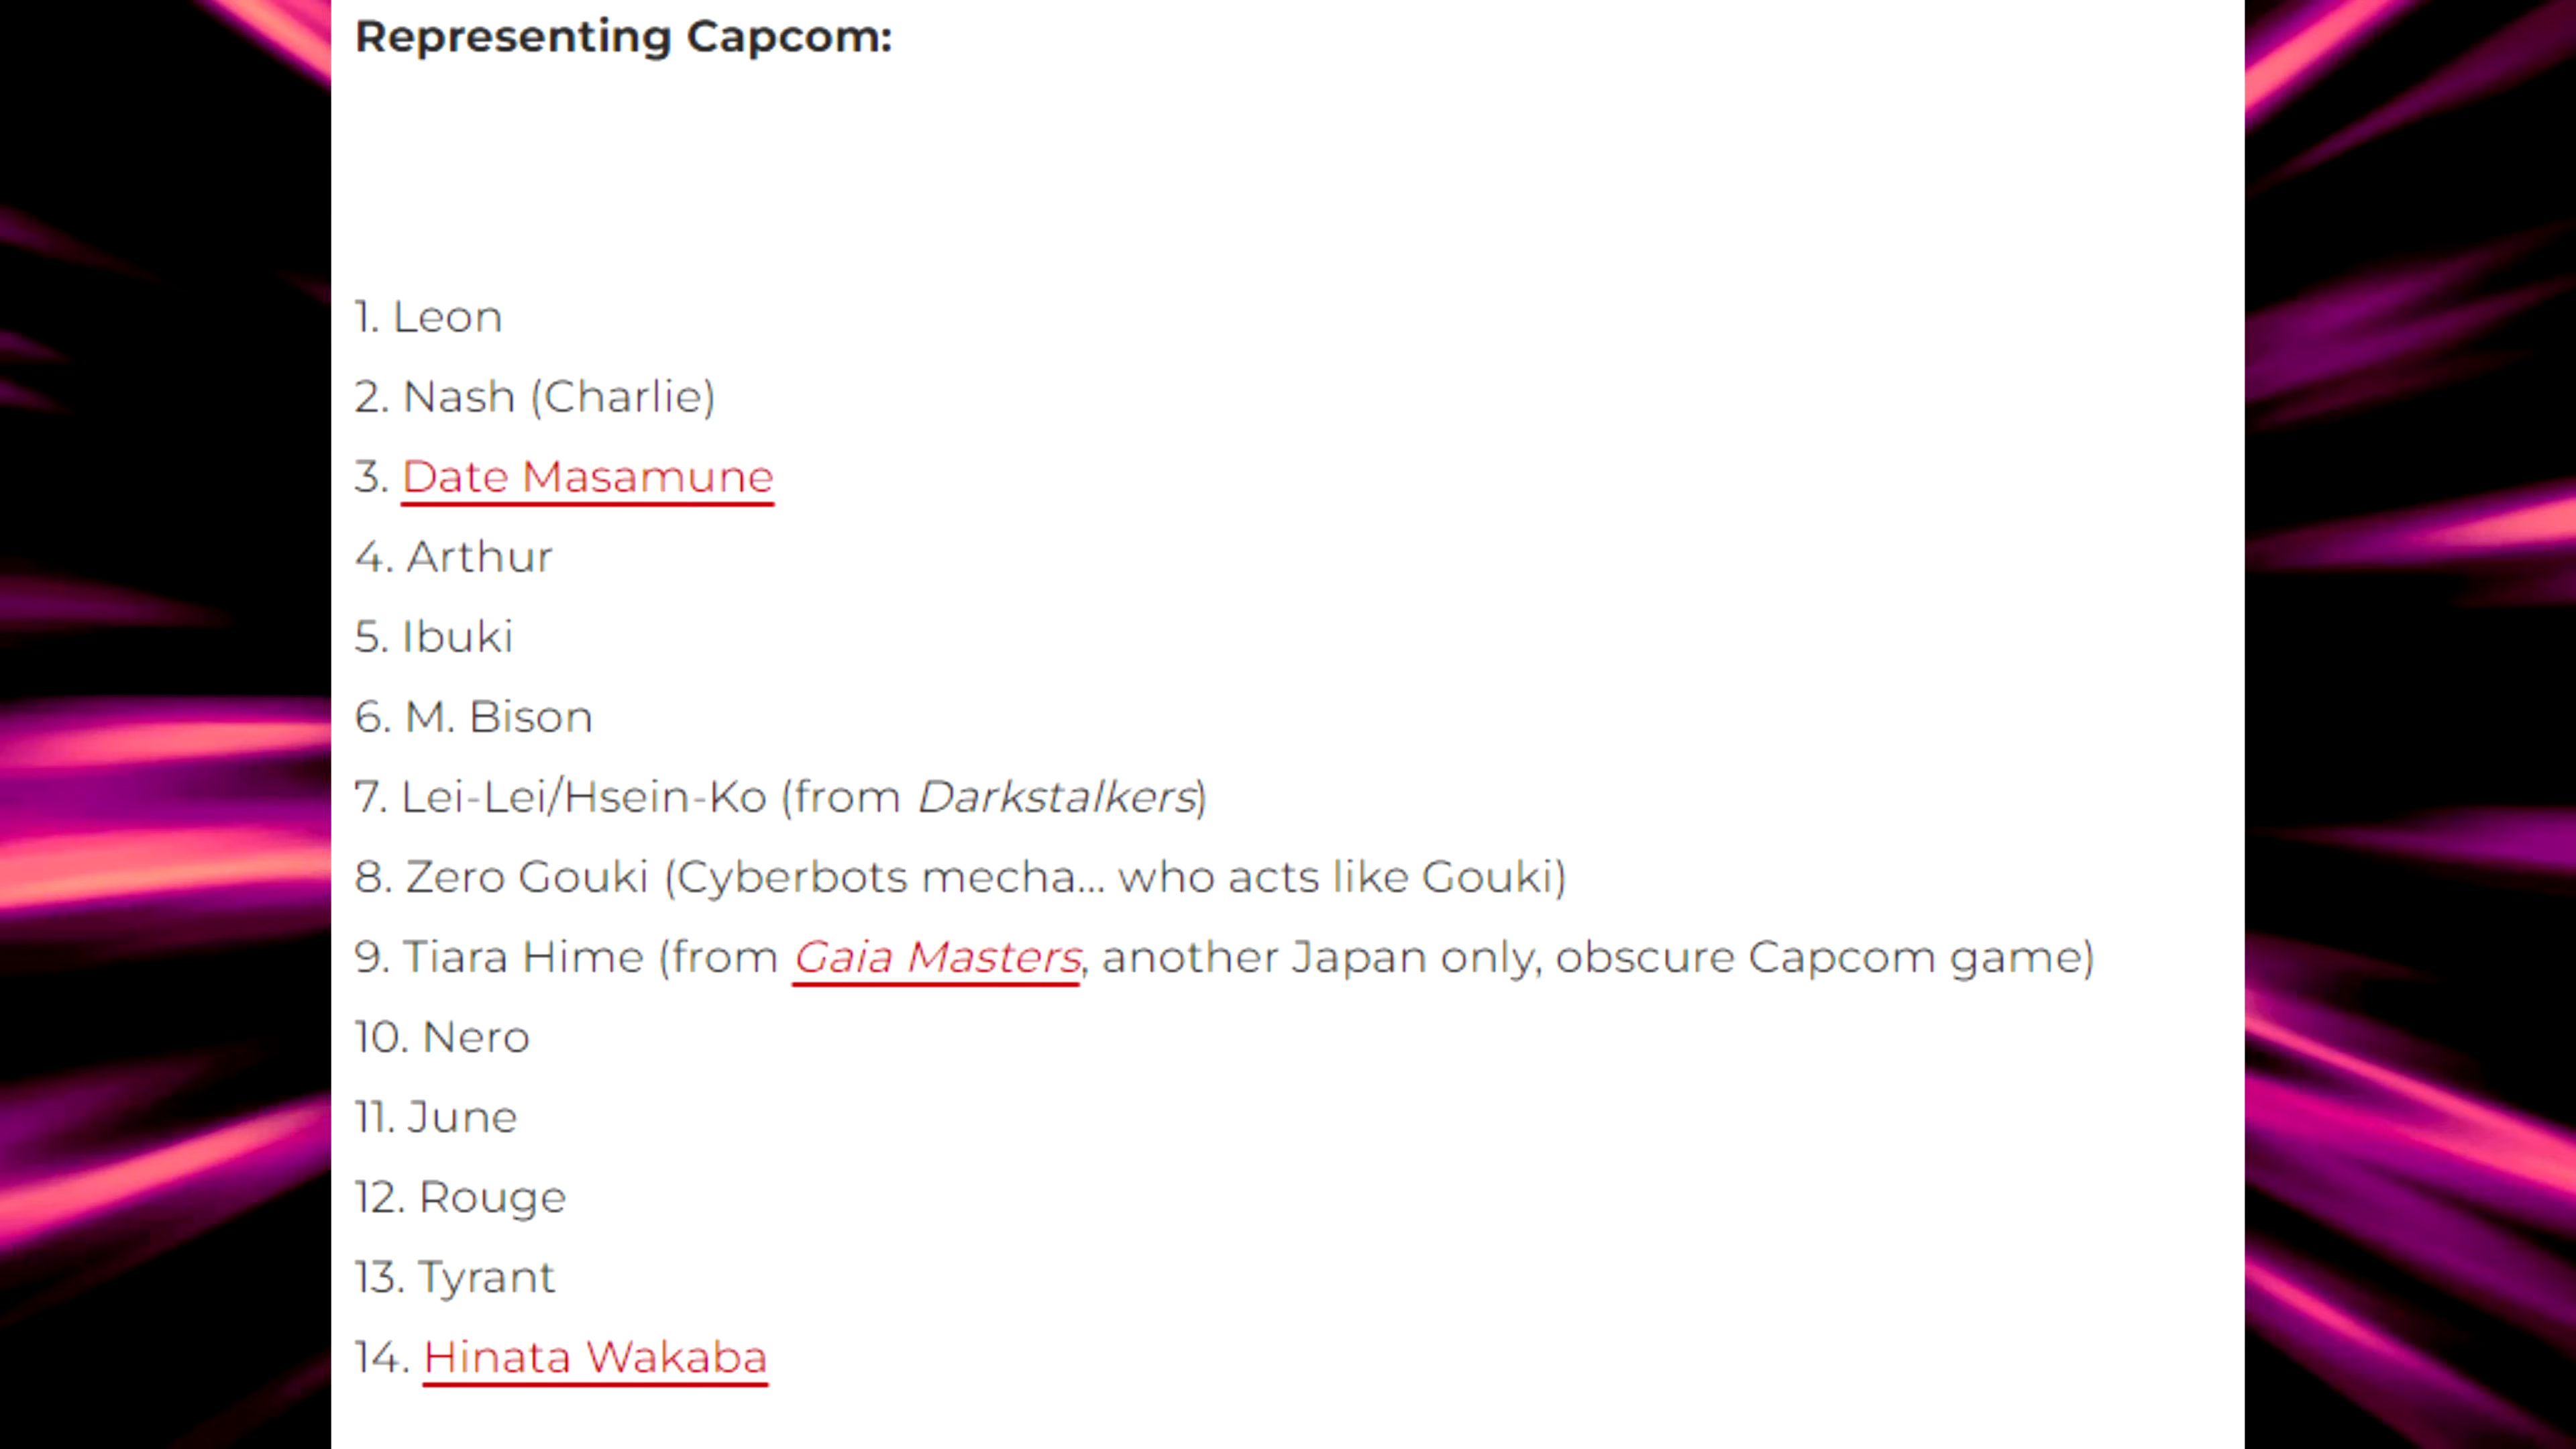 Representing Capcom:
1. Leon
2. Nash (Charlie)
3. Date Masamune
4. Arthur
5. Ibuki
6. M. Bison
7. Lei-Lei/Hsein-Ko (from Darkstalkers)
8. Zero Gouki (Cyberbots mecha... who acts like Gouki)
9. Tiara Hime (from Gaia Masters, another Japan only, obscure Capcom game)
10. Nero
11. June
12. Rouge
13. Tyrant
14. Hinata Wakaba